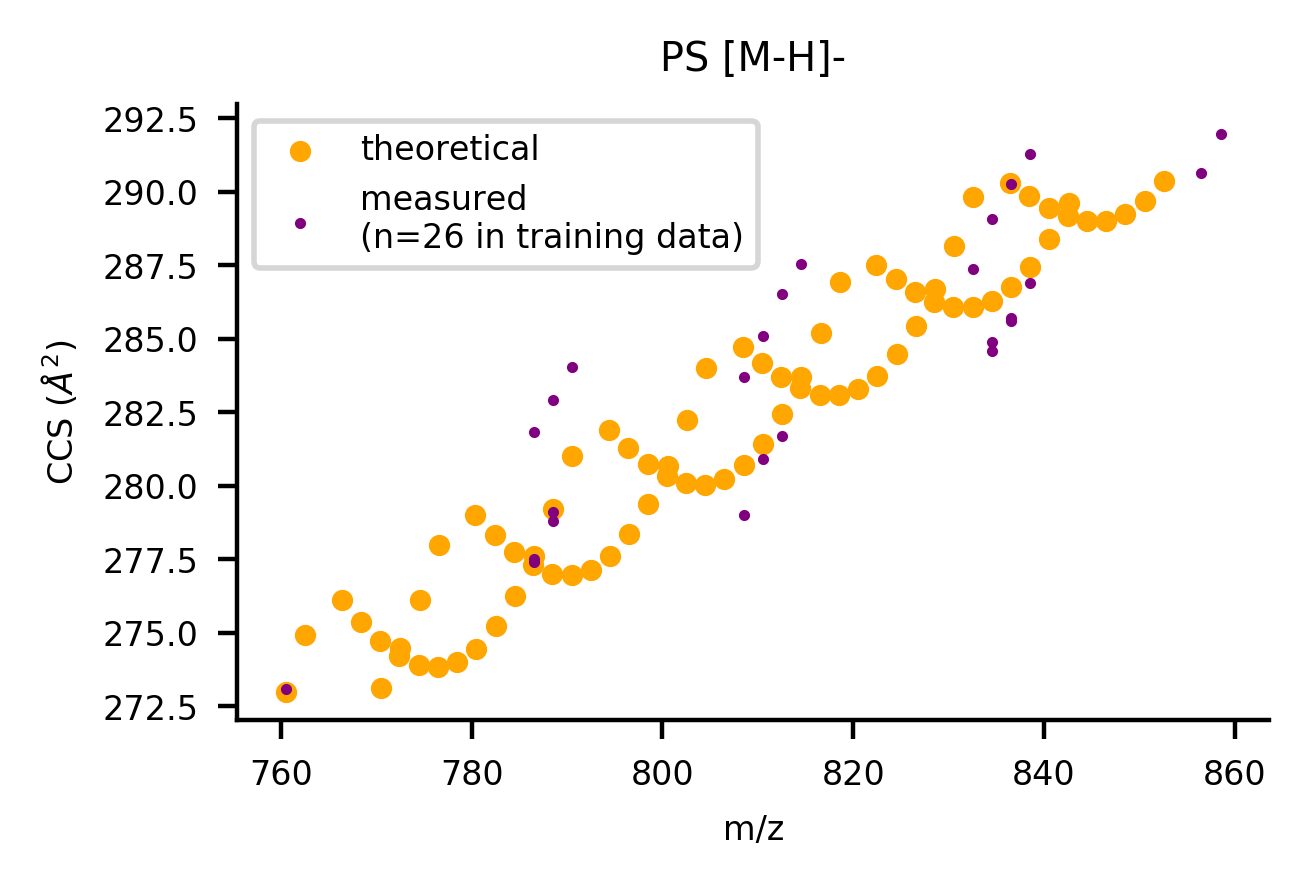 PS [M-H]-
292.5
290.0
287.5
285.0
282.5
280.0
277.5
275.0
272.5
CCS (Å²)
theoretical
measured
(n=26 in training data)
760
780
800
820
840
860
m/z